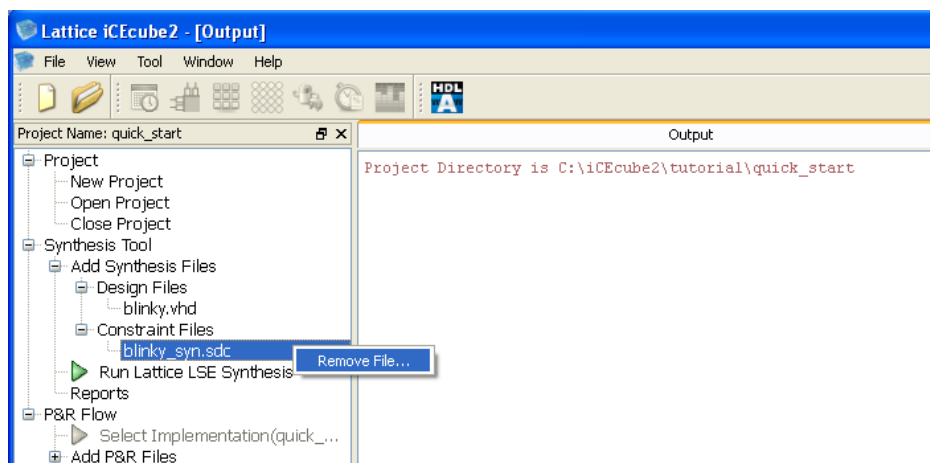 Lattice iCEcube2 - [Output]
File View Tool Window Help
HDL
A
Project Name: quick_start
Output
Project
New Project
Open Project
Close Project
Synthesis Tool
Add Synthesis Files
Design Files
blinky.vhd
Constraint Files
blinky_syn.sdc
Remove File...
Run Lattice LSE Synthesis
Reports
P&R Flow
Select Implementation(quick_...
Add P&R Files
Project Directory is C:\iCEcube2\tutorial\quick_start